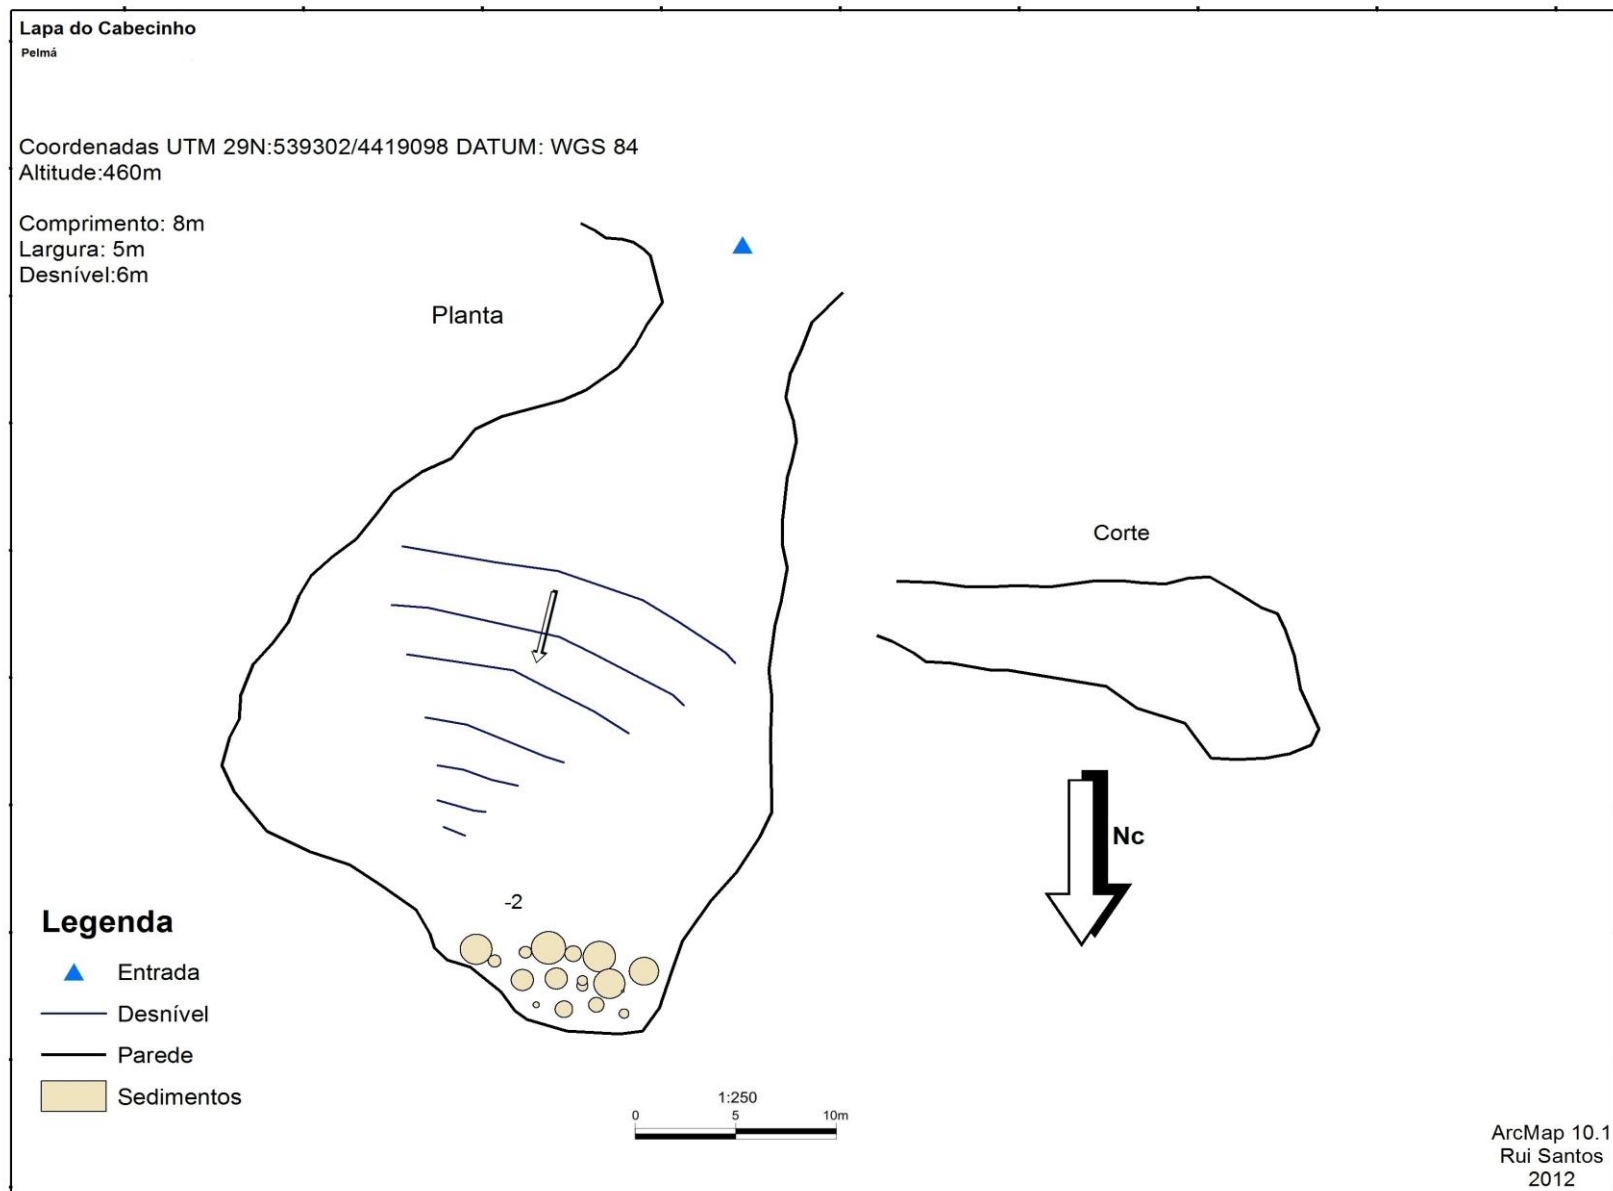 Lapa do Cabecinho
Pelmá
Coordenadas UTM 29N:539302/4419098 DATUM: WGS 84
Altitude:460m
Comprimento: 8m
Largura: 5m
Desnível:6m
Planta
Corte
Nc
-2
Legenda
Entrada
Desnível
Parede
Sedimentos
1:250
0 5 10m
ArcMap 10.1
Rui Santos
2012